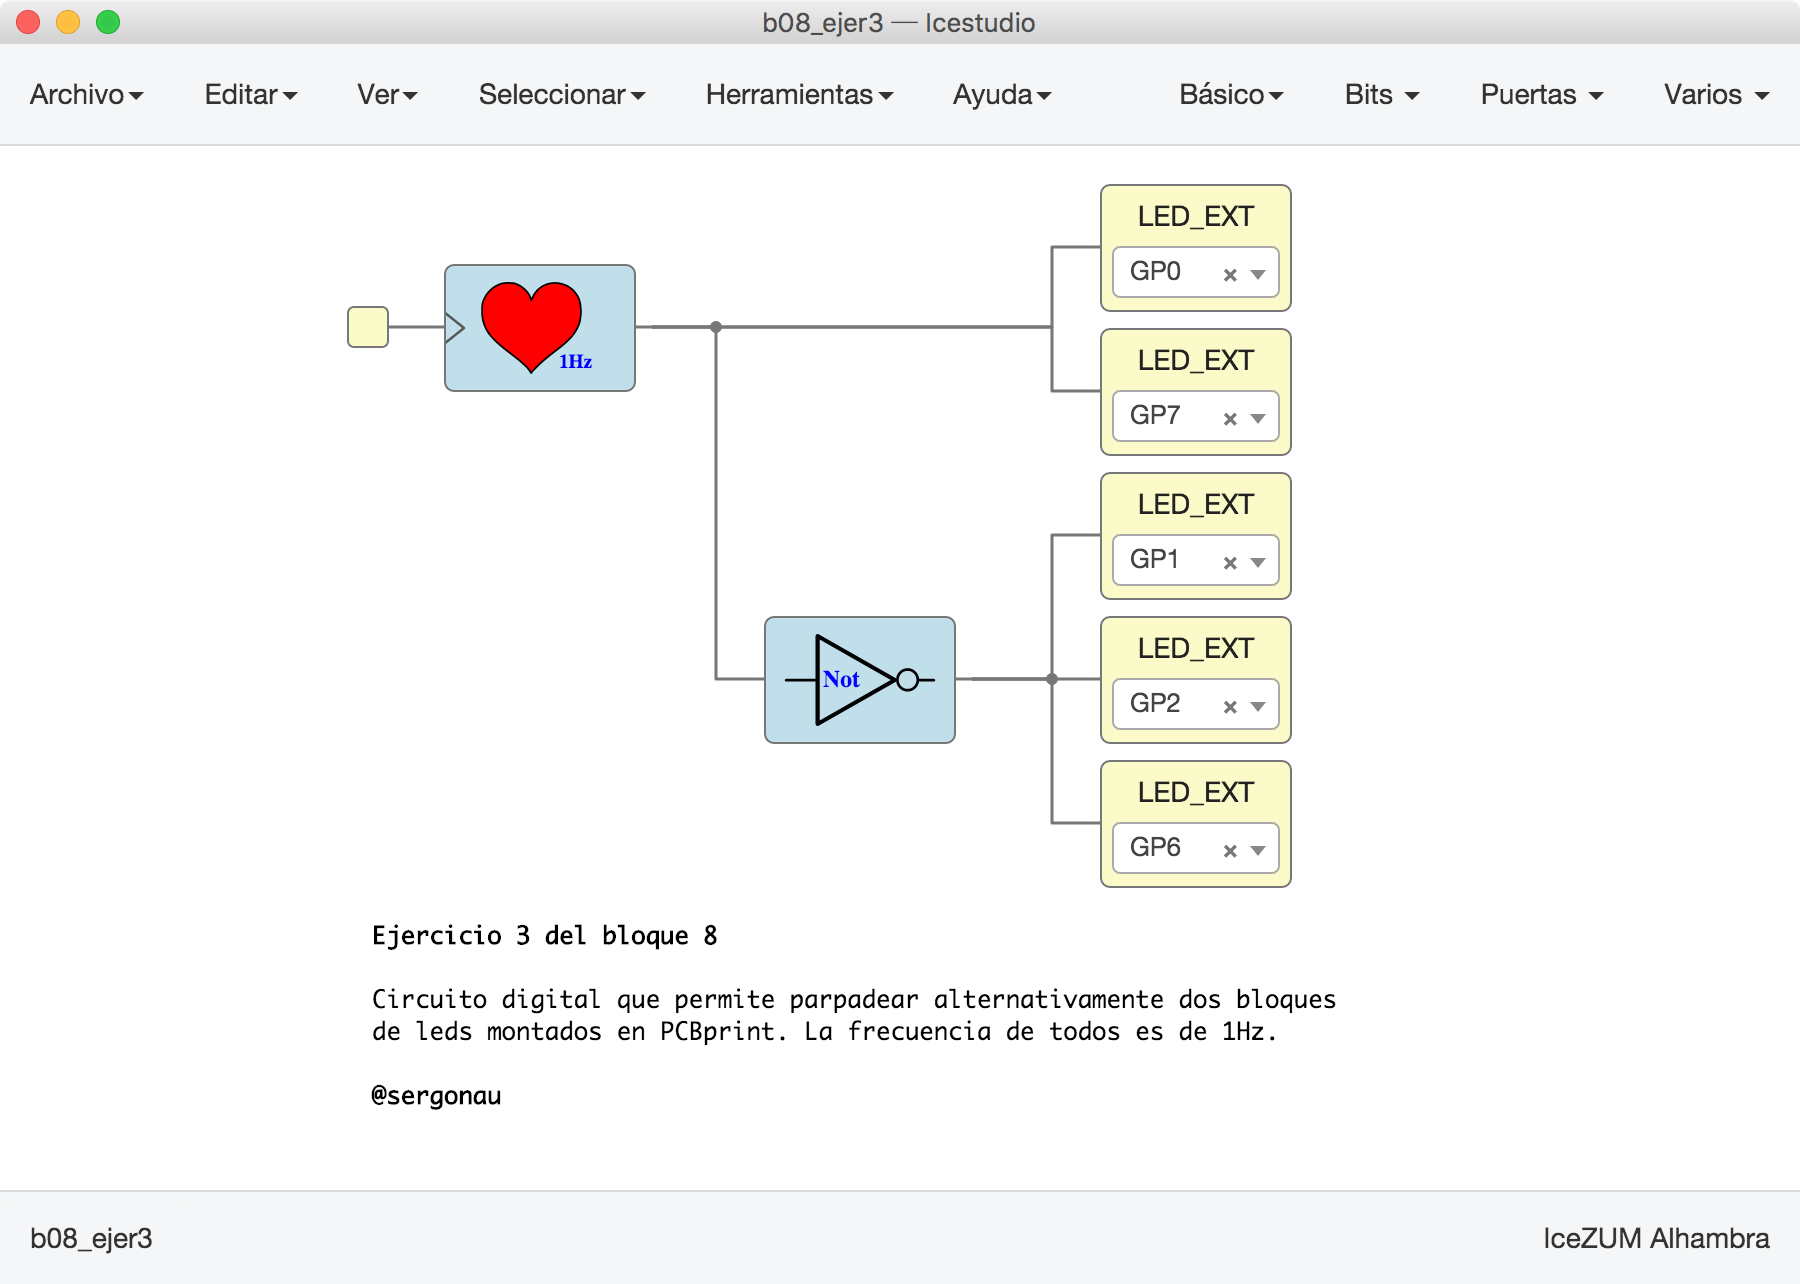 b08_ejer3 — Icestudio
Archivo Editar Ver Seleccionar Herramientas Ayuda Básico Bits Puertas Varios
LED_EXT
GP0
1Hz
LED_EXT
GP7
LED_EXT
GP1
Not
LED_EXT
GP2
LED_EXT
GP6
Ejercicio 3 del bloque 8
Circuito digital que permite parpadear alternativamente dos bloques
de leds montados en PCBprint. La frecuencia de todos es de 1Hz.
@sergonau
b08_ejer3
IceZUM Alhambra